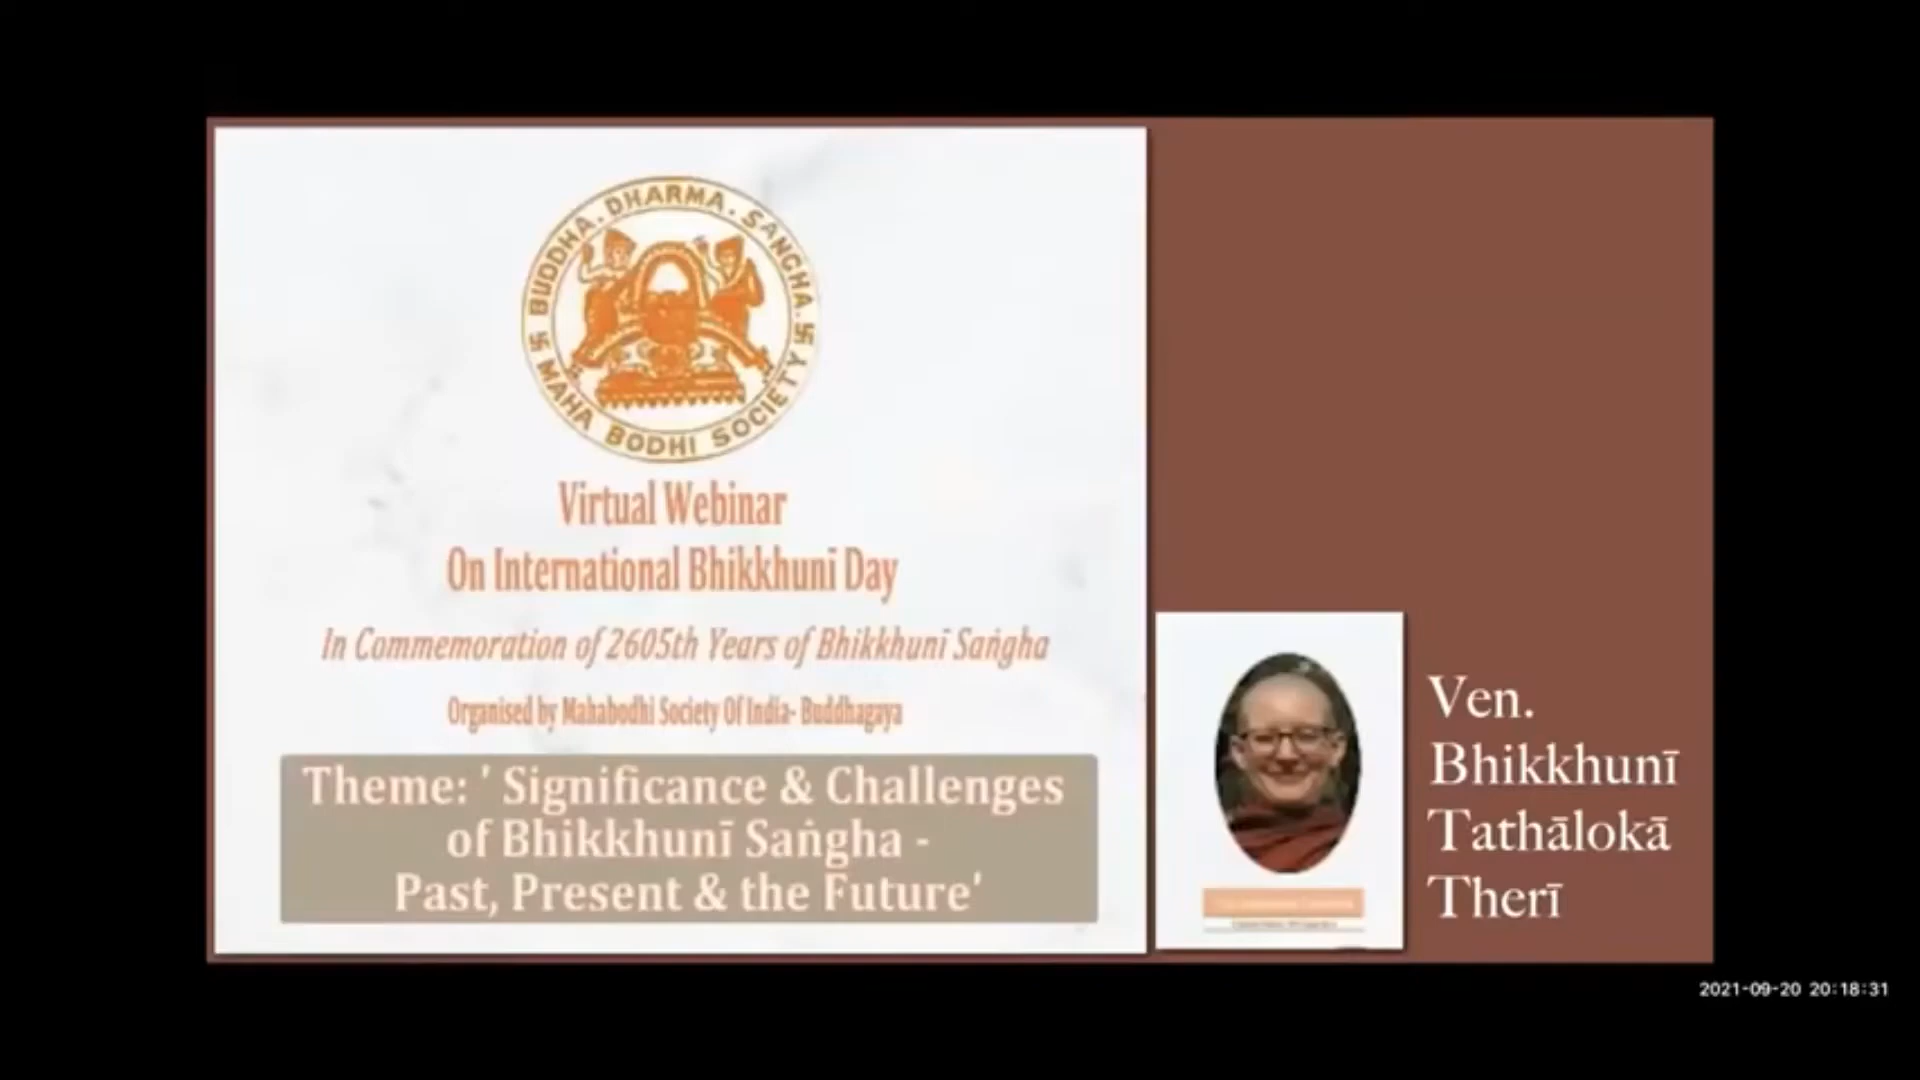 BUDDHA. DHARMA. SANGHA.
卐 MAHA BODHI SOCIETY 卐
Virtual Webinar
On International Bhikkhunī Day
In Commemoration of 2605th Years of Bhikkhunī Saṅgha
Organised by Mahabodhi Society Of India- Buddhagaya
Theme: ' Significance & Challenges
of Bhikkhunī Saṅgha -
Past, Present & the Future'
Ven.
Bhikkhunī
Tathālokā
Therī
2021-09-20 20:18:31